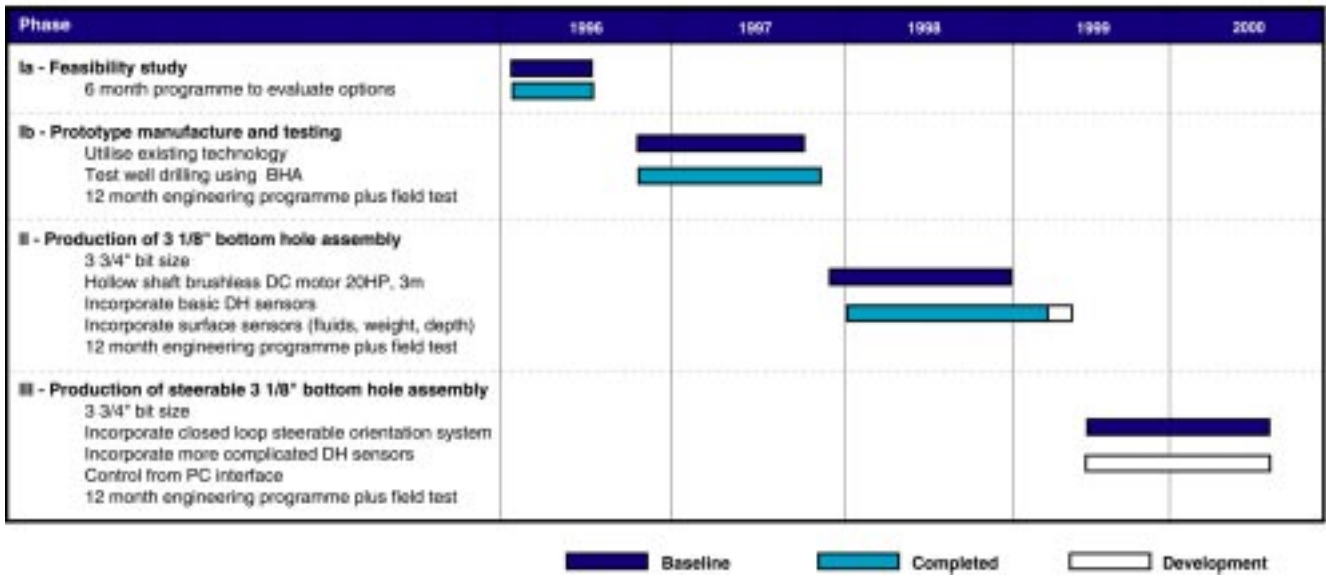 Phase 1996 1997 1998 1999 2000
Ia - Feasibility study
6 month programme to evaluate options
Ib - Prototype manufacture and testing
Utilise existing technology
Test well drilling using BHA
12 month engineering programme plus field test
II - Production of 3 1/8" bottom hole assembly
3 3/4" bit size
Hollow shaft brushless DC motor 20HP, 3m
Incorporate basic DH sensors
Incorporate surface sensors (fluids, weight, depth)
12 month engineering programme plus field test
III - Production of steerable 3 1/8" bottom hole assembly
3 3/4" bit size
Incorporate closed loop steerable orientation system
Incorporate more complicated DH sensors
Control from PC interface
12 month engineering programme plus field test
Baseline Completed Development